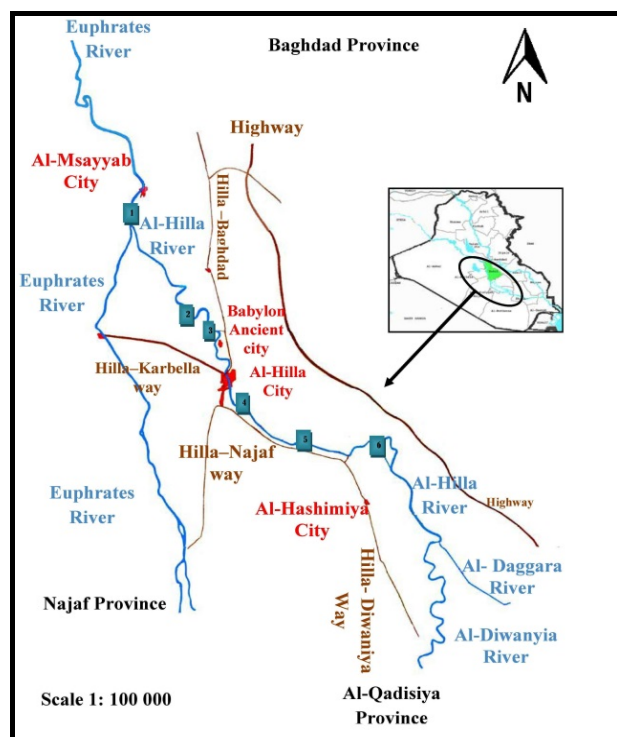 Euphrates
River
Baghdad Province
N
Highway
Al-Msayyab
City
Hilla –Baghdad
1
Al-Hilla
River
Euphrates
River
2
3
Babylon
Ancient
city
Hilla–Karbella
way
Al-Hilla
City
4
Hilla–Najaf
way
5
6
Al-Hilla
River
Euphrates
River
Al-Hashimiya
City
Highway
Hilla- Diwaniya
Way
Al- Daggara
River
Najaf Province
Al-Diwanyia
River
Scale 1: 100 000
Al-Qadisiya
Province